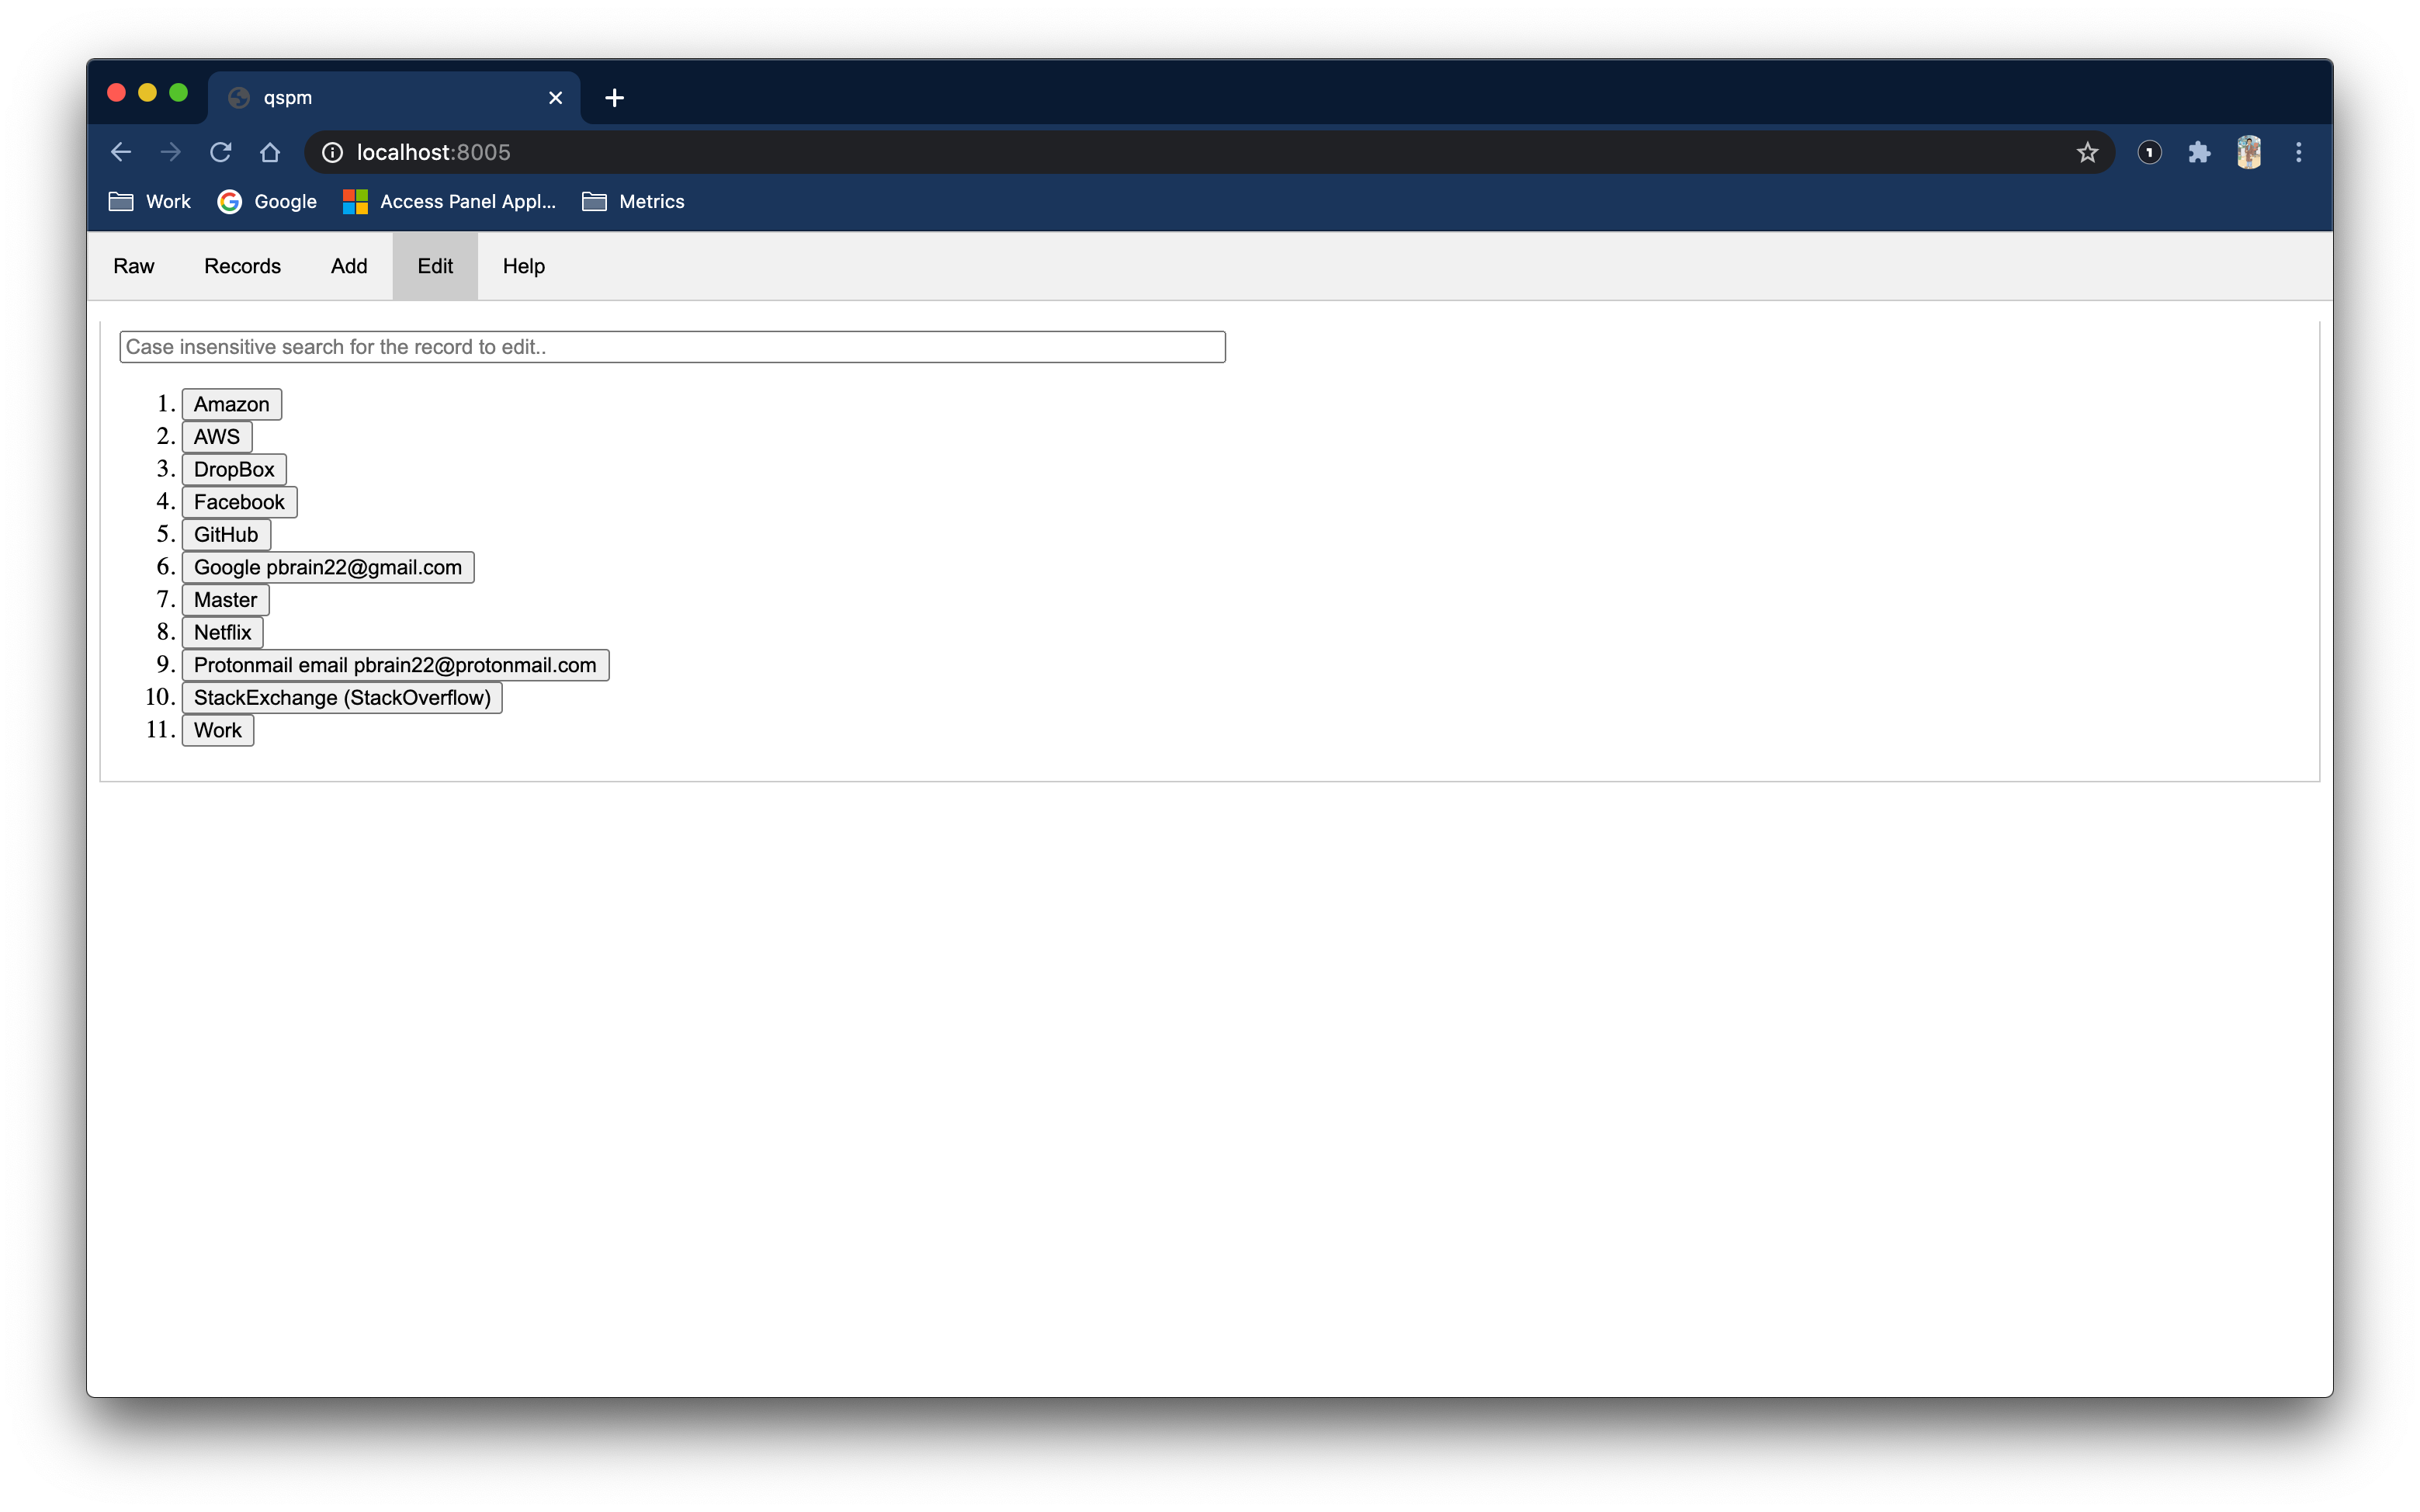 qspm
localhost:8005
Work Google Access Panel Appl... Metrics
Raw Records Add Edit Help
Case insensitive search for the record to edit..
1. Amazon
2. AWS
3. DropBox
4. Facebook
5. GitHub
6. Google pbrain22@gmail.com
7. Master
8. Netflix
9. Protonmail email pbrain22@protonmail.com
10. StackExchange (StackOverflow)
11. Work